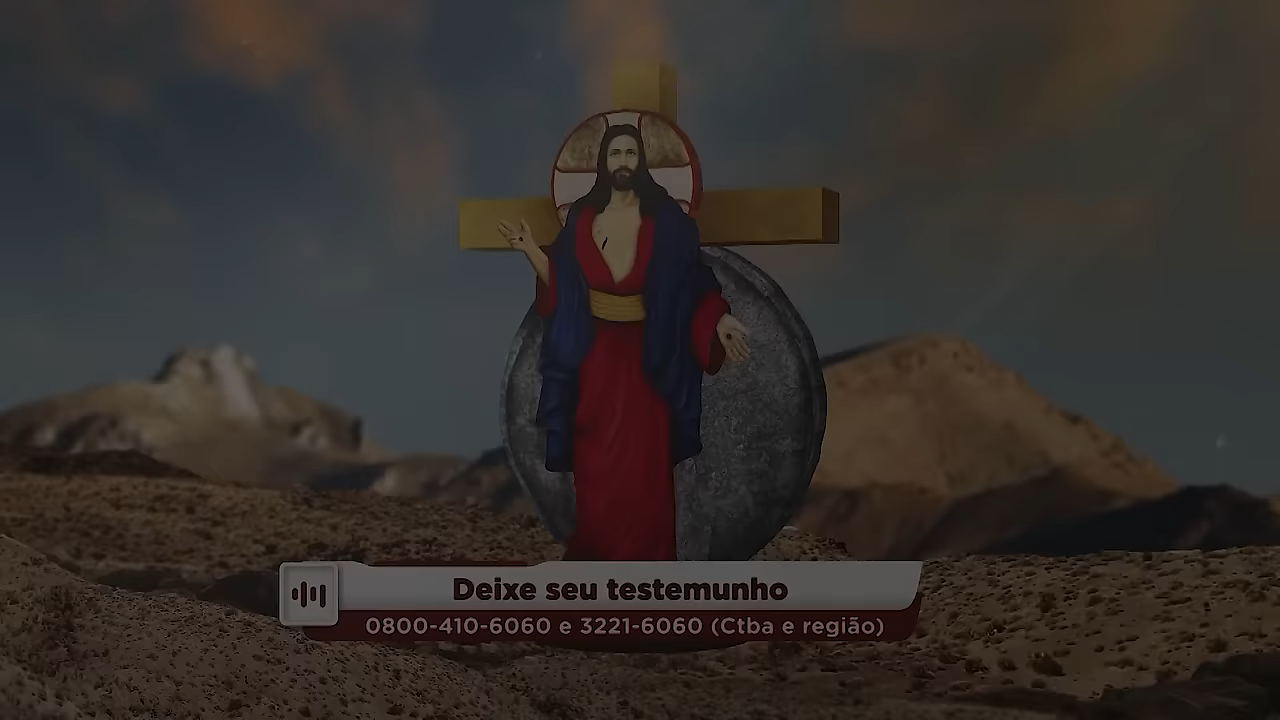 Deixe seu testemunho
0800-410-6060 e 3221-6060 (Ctba e região)